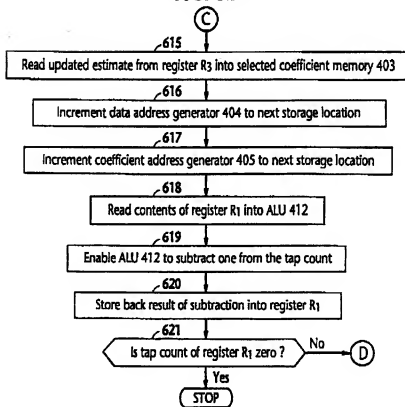 C
615
Read updated estimate from register R3 into selected coefficient memory 403
616
Increment data address generator 404 to next storage location
617
Increment coefficient address generator 405 to next storage location
618
Read contents of register R1 into ALU 412
619
Enable ALU 412 to subtract one from the tap count
620
Store back result of subtraction into register R1
621
Is tap count of register R1 zero ?
No
D
Yes
STOP